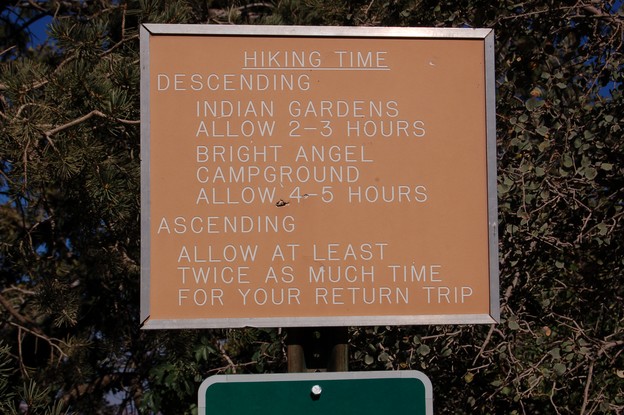 HIKING TIME
DESCENDING
INDIAN GARDENS
ALLOW 2-3 HOURS
BRIGHT ANGEL
CAMPGROUND
ALLOW 4-5 HOURS
ASCENDING
ALLOW AT LEAST
TWICE AS MUCH TIME
FOR YOUR RETURN TRIP